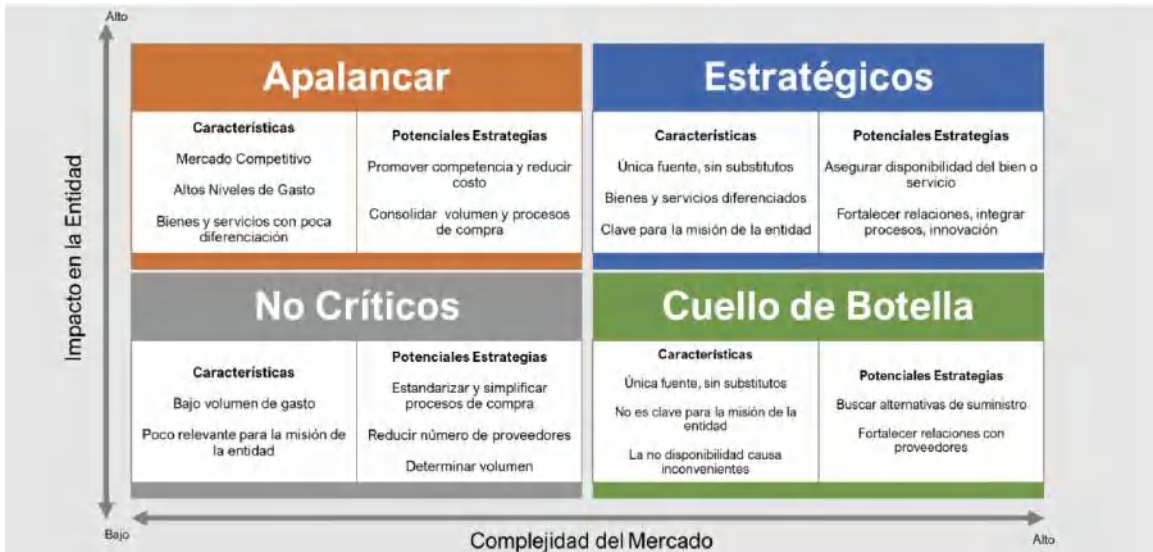 Alto
Impacto en la Entidad
Apalancar
Características
Mercado Competitivo
Altos Niveles de Gasto
Bienes y servicios con poca
diferenciación
Potenciales Estrategias
Promover competencia y reducir
costo
Consolidar volumen y procesos
de compra
Estratégicos
Características
Única fuente, sin substitutos
Bienes y servicios diferenciados
Clave para la misión de la entidad
Potenciales Estrategias
Asegurar disponibilidad del bien o
servicio
Fortalecer relaciones, integrar
procesos, innovación
No Críticos
Características
Bajo volumen de gasto
Poco relevante para la misión de
la entidad
Potenciales Estrategias
Estandarizar y simplificar
procesos de compra
Reducir número de proveedores
Determinar volumen
Cuello de Botella
Características
Única fuente, sin substitutos
No es clave para la misión de la
entidad
La no disponibilidad causa
inconvenientes
Potenciales Estrategias
Buscar alternativas de suministro
Fortalecer relaciones con
proveedores
Bajo
Complejidad del Mercado
Alto